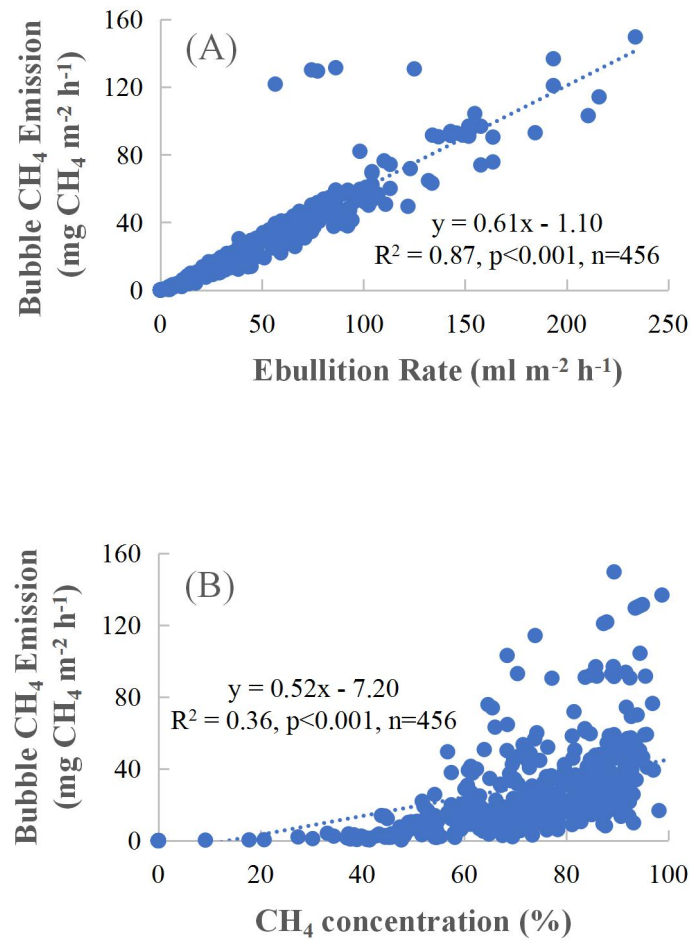 (A)
Bubble CH₄ Emission
(mg CH₄ m⁻² h⁻¹)
160
120
80
40
0
y = 0.61x - 1.10
R² = 0.87, p<0.001, n=456
0 50 100 150 200 250
Ebullition Rate (ml m⁻² h⁻¹)
(B)
Bubble CH₄ Emission
(mg CH₄ m⁻² h⁻¹)
160
120
80
40
0
y = 0.52x - 7.20
R² = 0.36, p<0.001, n=456
0 20 40 60 80 100
CH₄ concentration (%)